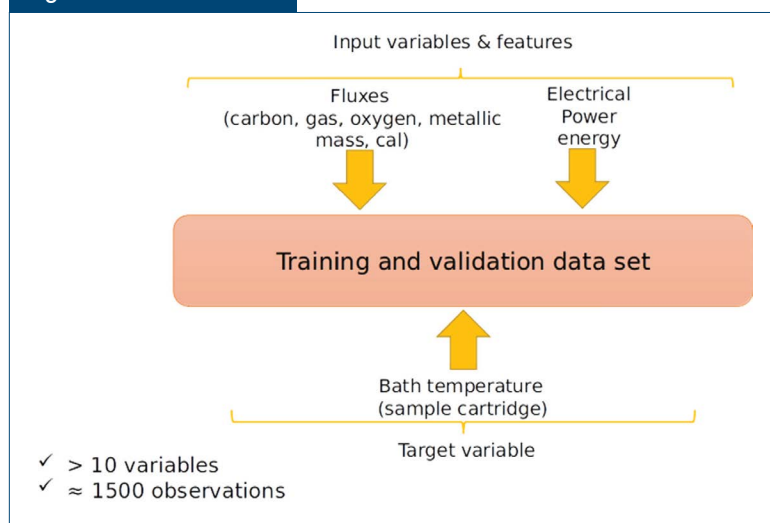 Input variables & features
Fluxes
(carbon, gas, oxygen, metallic
mass, cal)
Electrical
Power
energy
Training and validation data set
Bath temperature
(sample cartridge)
Target variable
✓ > 10 variables
✓ ≈ 1500 observations